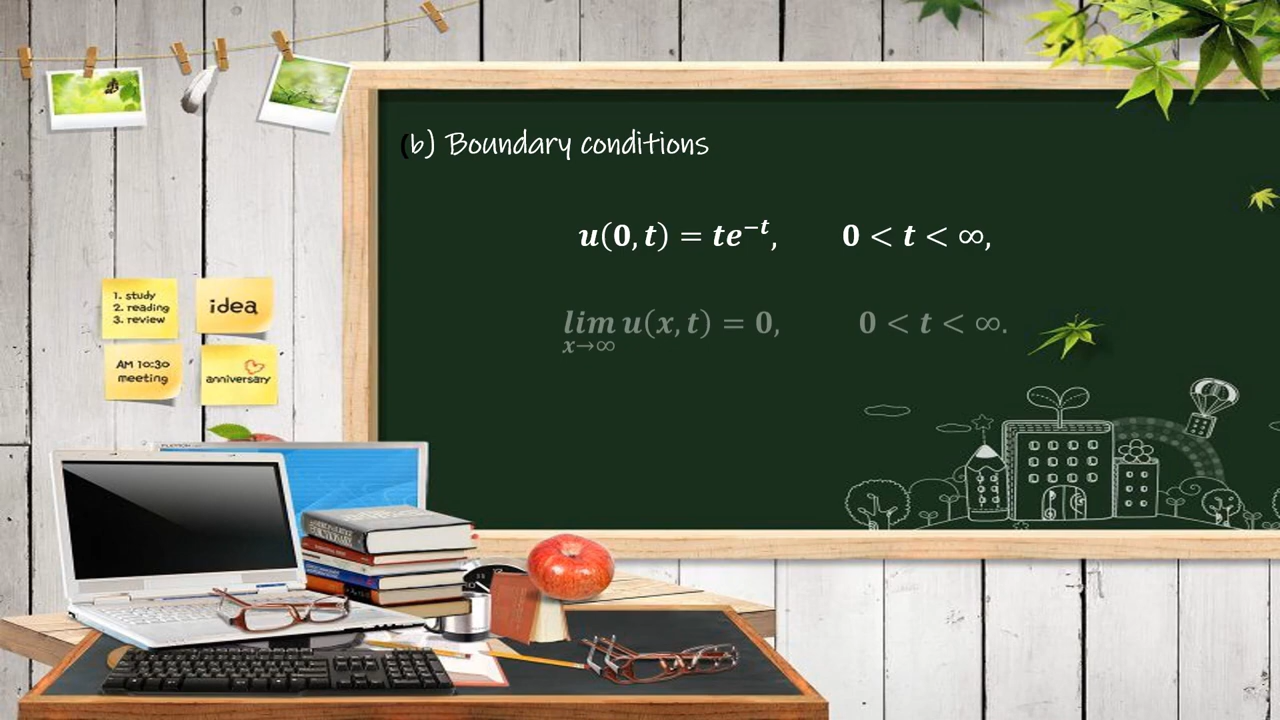 (b) Boundary conditions
u(0, t) = te^{−t}, 0 < t < ∞,
lim u(x, t) = 0, 0 < t < ∞.
x→∞
1. study
2. reading
3. review
idea
AM 10:30
meeting
anniversary